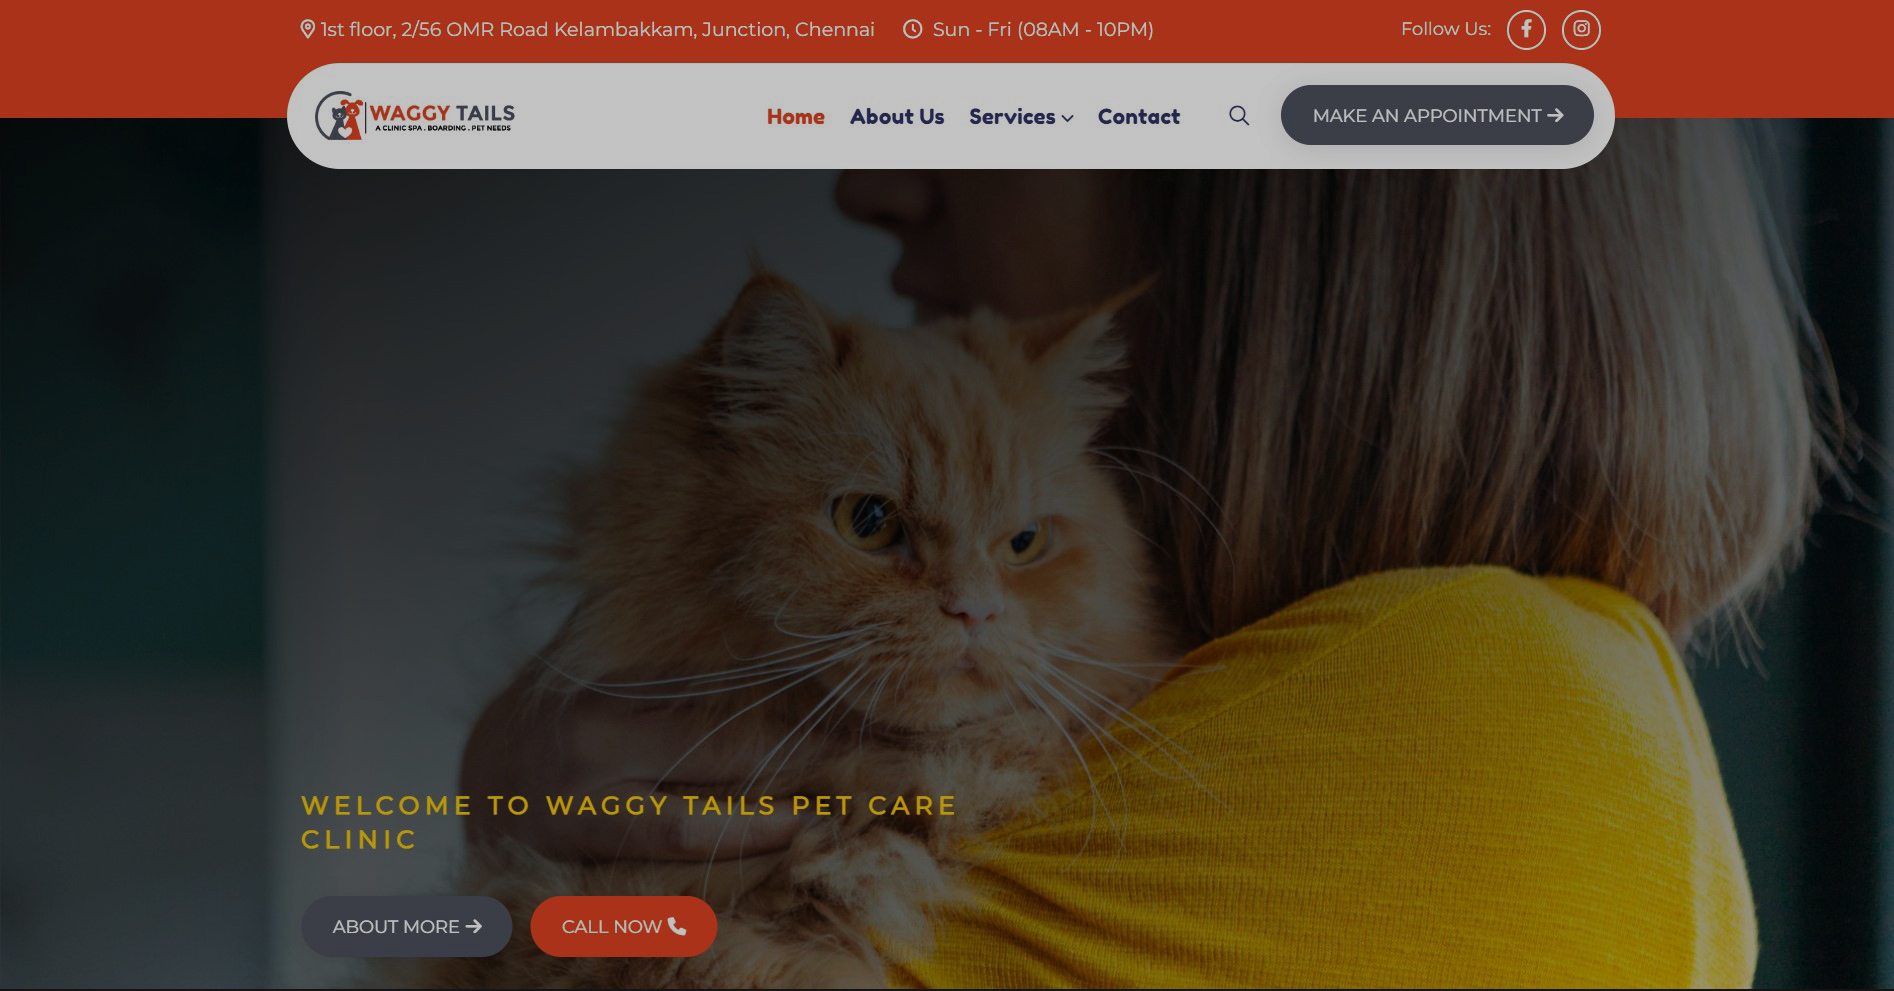 1st floor, 2/56 OMR Road Kelambakkam, Junction, Chennai
Sun - Fri (08AM - 10PM)
Follow Us:
WAGGY TAILS
A CLINIC SPA . BOARDING . PET NEEDS
Home
About Us
Services
Contact
MAKE AN APPOINTMENT
WELCOME TO WAGGY TAILS PET CARE
CLINIC
ABOUT MORE
CALL NOW